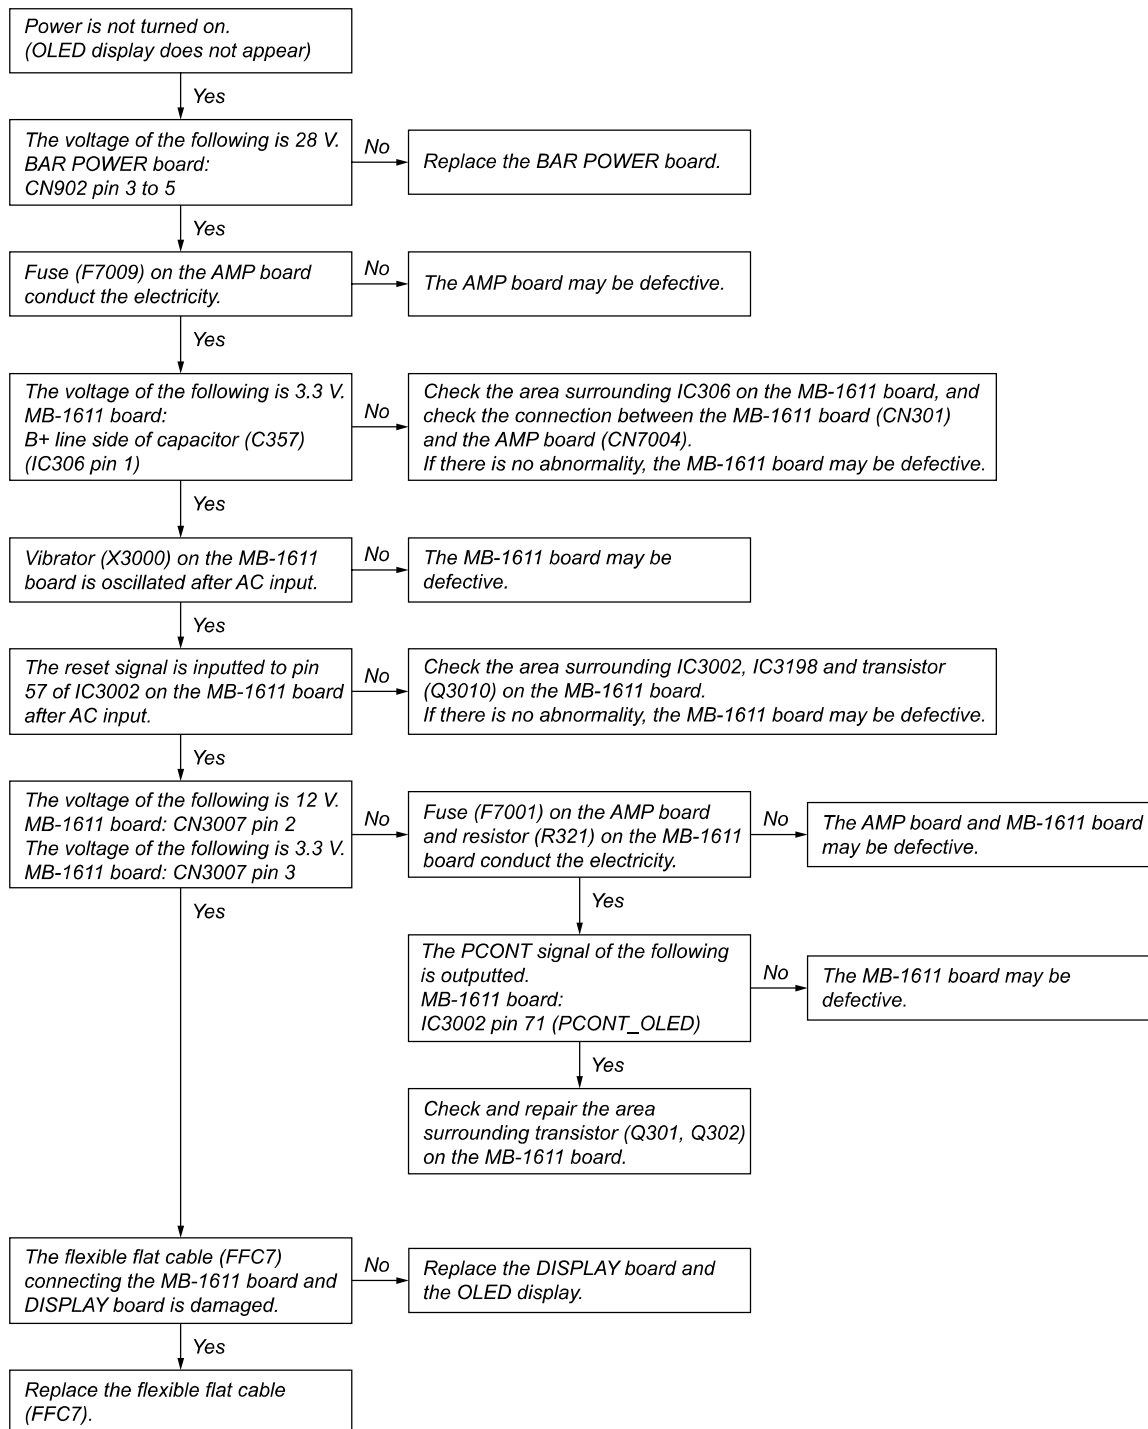 Power is not turned on.
(OLED display does not appear)
Yes
The voltage of the following is 28 V.
BAR POWER board:
CN902 pin 3 to 5
No
Replace the BAR POWER board.
Yes
Fuse (F7009) on the AMP board
conduct the electricity.
No
The AMP board may be defective.
Yes
The voltage of the following is 3.3 V.
MB-1611 board:
B+ line side of capacitor (C357)
(IC306 pin 1)
No
Check the area surrounding IC306 on the MB-1611 board, and
check the connection between the MB-1611 board (CN301)
and the AMP board (CN7004).
If there is no abnormality, the MB-1611 board may be defective.
Yes
Vibrator (X3000) on the MB-1611
board is oscillated after AC input.
No
The MB-1611 board may be
defective.
Yes
The reset signal is inputted to pin
57 of IC3002 on the MB-1611 board
after AC input.
No
Check the area surrounding IC3002, IC3198 and transistor
(Q3010) on the MB-1611 board.
If there is no abnormality, the MB-1611 board may be defective.
Yes
The voltage of the following is 12 V.
MB-1611 board: CN3007 pin 2
The voltage of the following is 3.3 V.
MB-1611 board: CN3007 pin 3
No
Fuse (F7001) on the AMP board
and resistor (R321) on the MB-1611
board conduct the electricity.
No
The AMP board and MB-1611 board
may be defective.
Yes
Yes
The PCONT signal of the following
is outputted.
MB-1611 board:
IC3002 pin 71 (PCONT_OLED)
No
The MB-1611 board may be
defective.
Yes
Check and repair the area
surrounding transistor (Q301, Q302)
on the MB-1611 board.
The flexible flat cable (FFC7)
connecting the MB-1611 board and
DISPLAY board is damaged.
No
Replace the DISPLAY board and
the OLED display.
Yes
Replace the flexible flat cable
(FFC7).